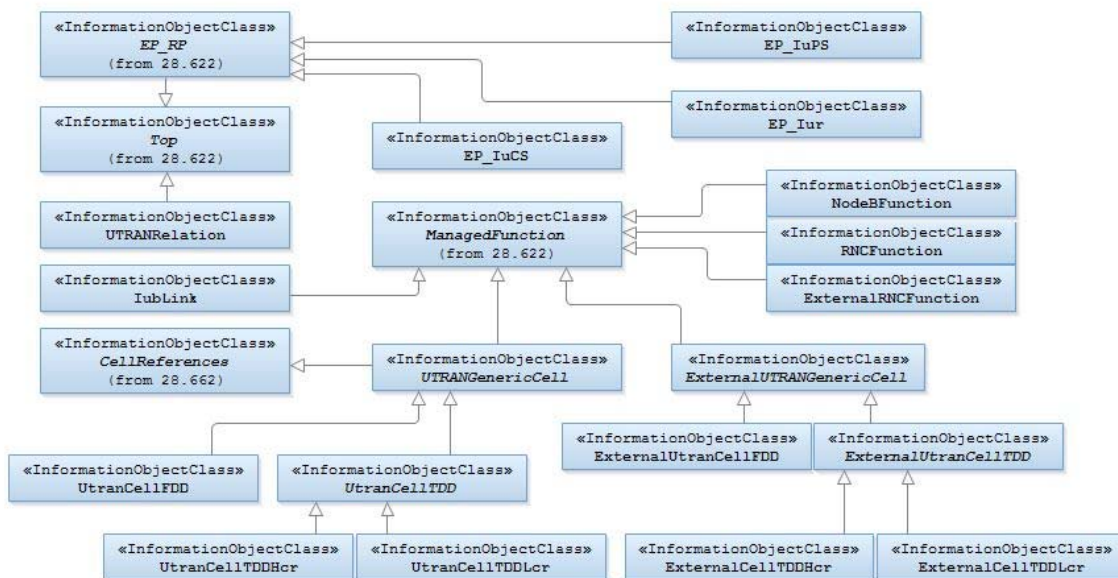 «InformationObjectClass»
EP_RP
(from 28.622)
«InformationObjectClass»
EP_IuPS
«InformationObjectClass»
Top
(from 28.622)
«InformationObjectClass»
EP_IuCS
«InformationObjectClass»
EP_Iur
«InformationObjectClass»
UTRANRelation
«InformationObjectClass»
ManagedFunction
(from 28.622)
«InformationObjectClass»
NodeBFunction
«InformationObjectClass»
RNCFunction
«InformationObjectClass»
ExternalRNCFunction
«InformationObjectClass»
IubLink
«InformationObjectClass»
CellReferences
(from 28.662)
«InformationObjectClass»
UTRANGenericCell
«InformationObjectClass»
ExternalUTRANGenericCell
«InformationObjectClass»
UtranCellFDD
«InformationObjectClass»
UtranCellTDD
«InformationObjectClass»
ExternalUtranCellFDD
«InformationObjectClass»
ExternalUtranCellTDD
«InformationObjectClass»
UtranCellTDDHcr
«InformationObjectClass»
UtranCellTDDLcr
«InformationObjectClass»
ExternalCellTDDHcr
«InformationObjectClass»
ExternalCellTDDLcr